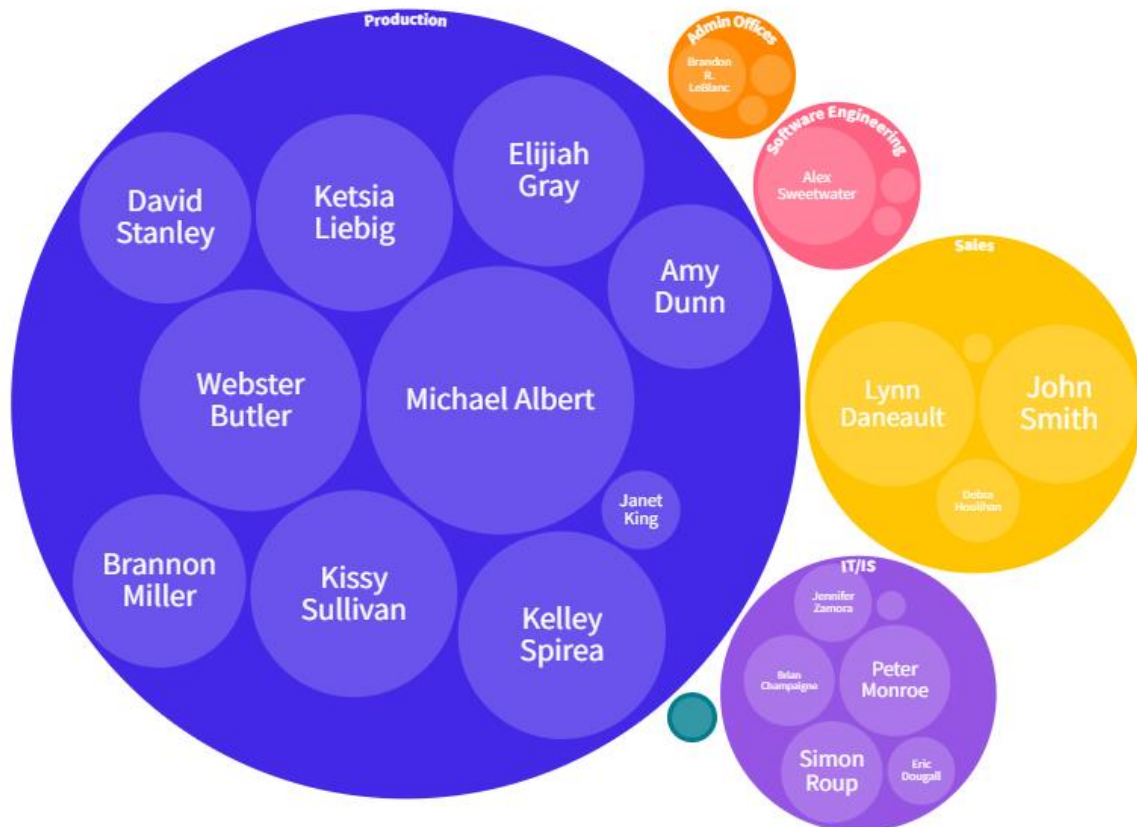 Production
Admin Offices
Brandon
R.
LeBlanc
Software Engineering
Alex
Sweetwater
Elijiah
Gray
David
Stanley
Ketsia
Liebig
Amy
Dunn
Sales
Webster
Butler
Michael Albert
Lynn
Daneault
John
Smith
Janet
King
Debra
Houlihan
Brannon
Miller
Kissy
Sullivan
Kelley
Spirea
IT/IS
Jennifer
Zamora
Brian
Champaigne
Peter
Monroe
Simon
Roup
Eric
Dougall